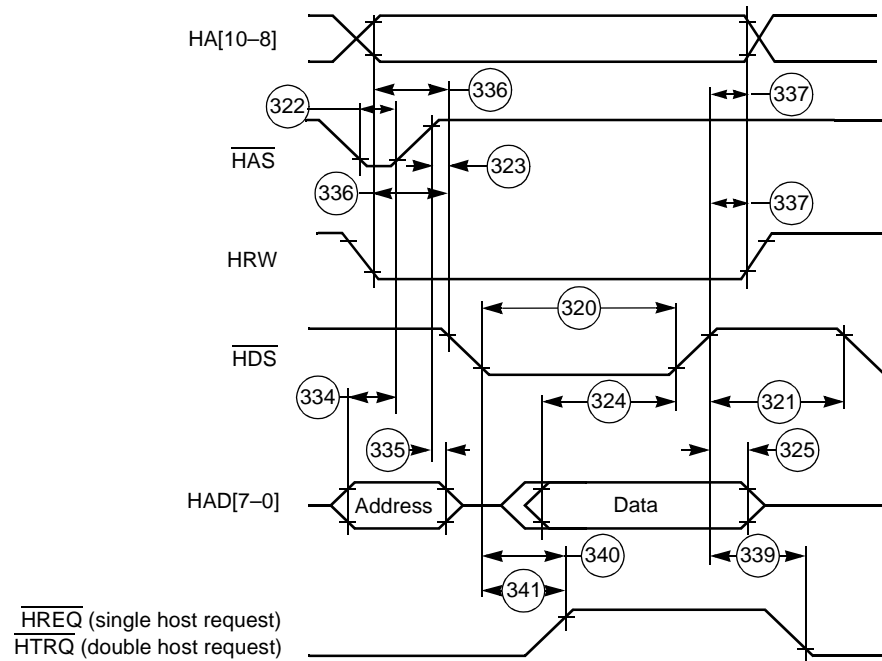 HA[10–8]
336
337
322
HAS
323
336
337
HRW
320
HDS
334
324
321
335
325
HAD[7–0]
Address
Data
340
339
341
HREQ (single host request)
HTRQ (double host request)